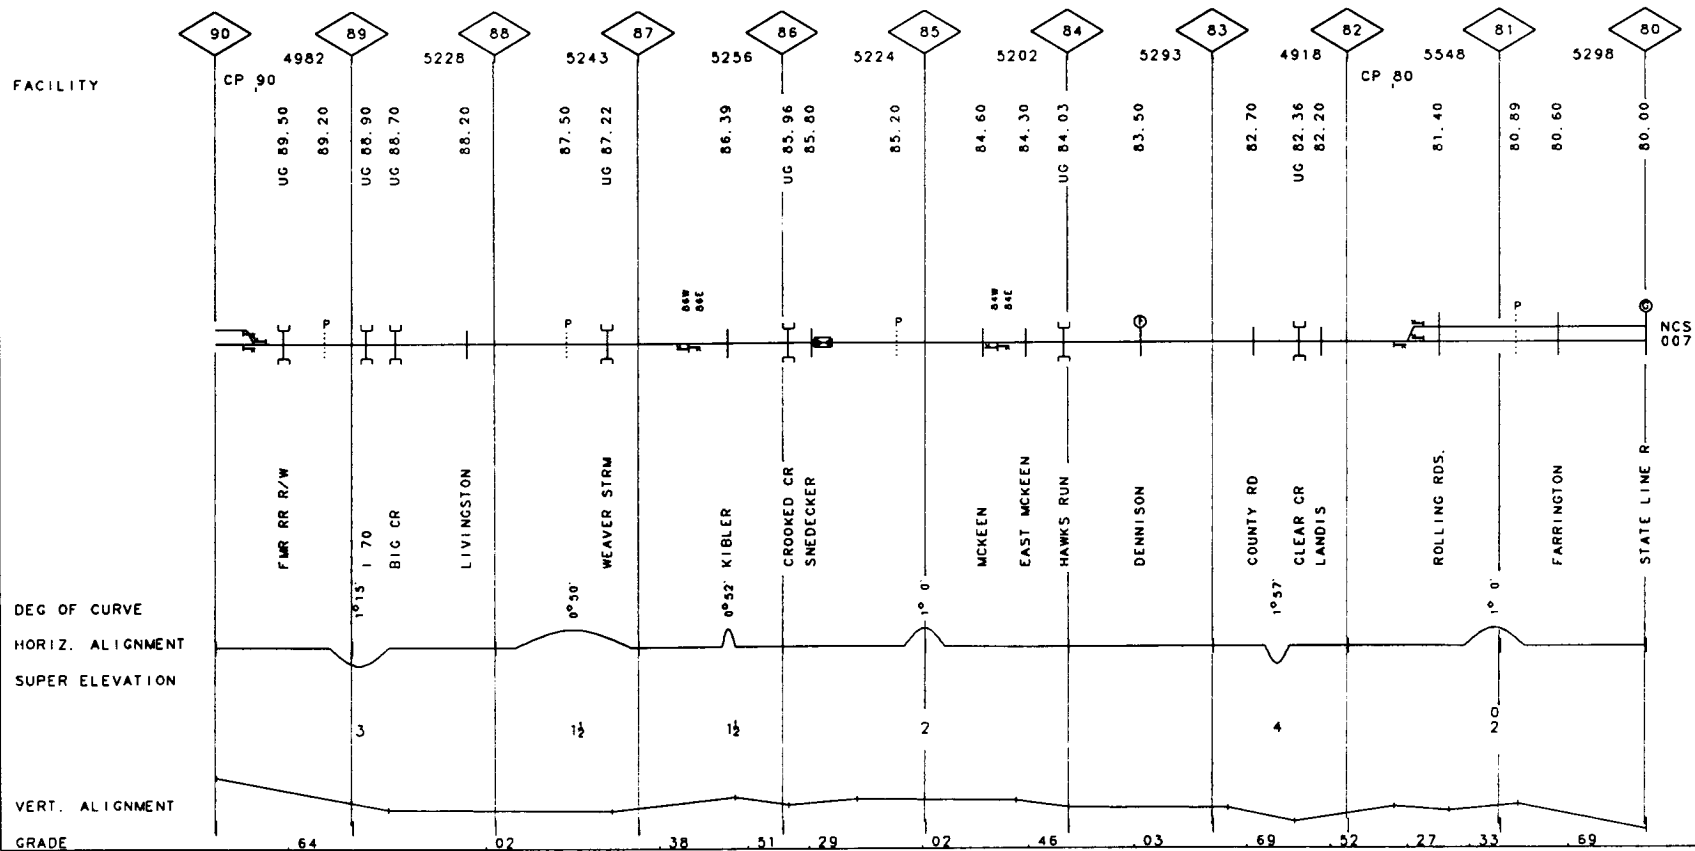 90 89 88 87 86 85 84 83 82 81 80
4982 5228 5243 5256 5224 5202 5293 4918 5548 5298
FACILITY
CP 90
CP 80
UG 89.50
89.20
UG 88.90
UG 88.70
88.20
87.50
UG 87.22
86.39
UG 85.96
85.80
85.20
84.60
84.30
UG 84.03
83.50
82.70
UG 82.36
82.20
81.40
80.89
80.60
80.00
86W
86E
84W
84E
P
P
P
P
P
G
NCS
007
FMR RR R/W
I 70
BIG CR
LIVINGSTON
WEAVER STRM
KIBLER
CROOKED CR
SNEDECKER
MCKEEN
EAST MCKEEN
HAWKS RUN
DENNISON
COUNTY RD
CLEAR CR
LANDIS
ROLLING RDS.
FARRINGTON
STATE LINE R
DEG OF CURVE
1°15'
0°50'
0°52'
1° 0'
1°57'
1° 0'
HORIZ. ALIGNMENT
SUPER ELEVATION
3 1½ 1½ 2 4 0
2
VERT. ALIGNMENT
GRADE .64 .02 .38 .51 .29 .02 .46 .03 .69 .52 .27 .33 .69